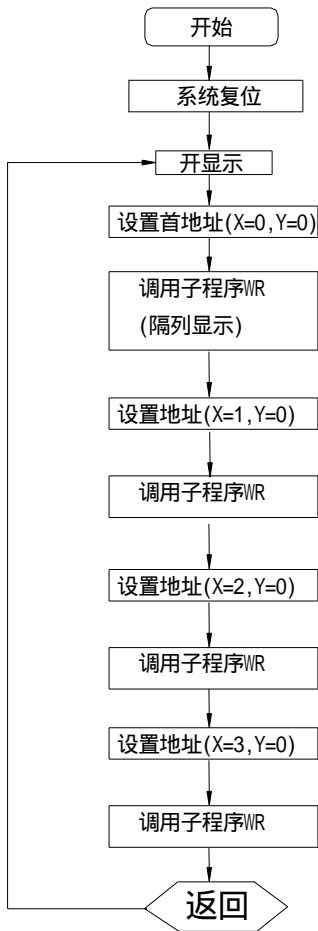 开始
系统复位
开显示
设置首地址(X=0,Y=0)
调用子程序WR
(隔列显示)
设置地址(X=1,Y=0)
调用子程序WR
设置地址(X=2,Y=0)
调用子程序WR
设置地址(X=3,Y=0)
调用子程序WR
返回